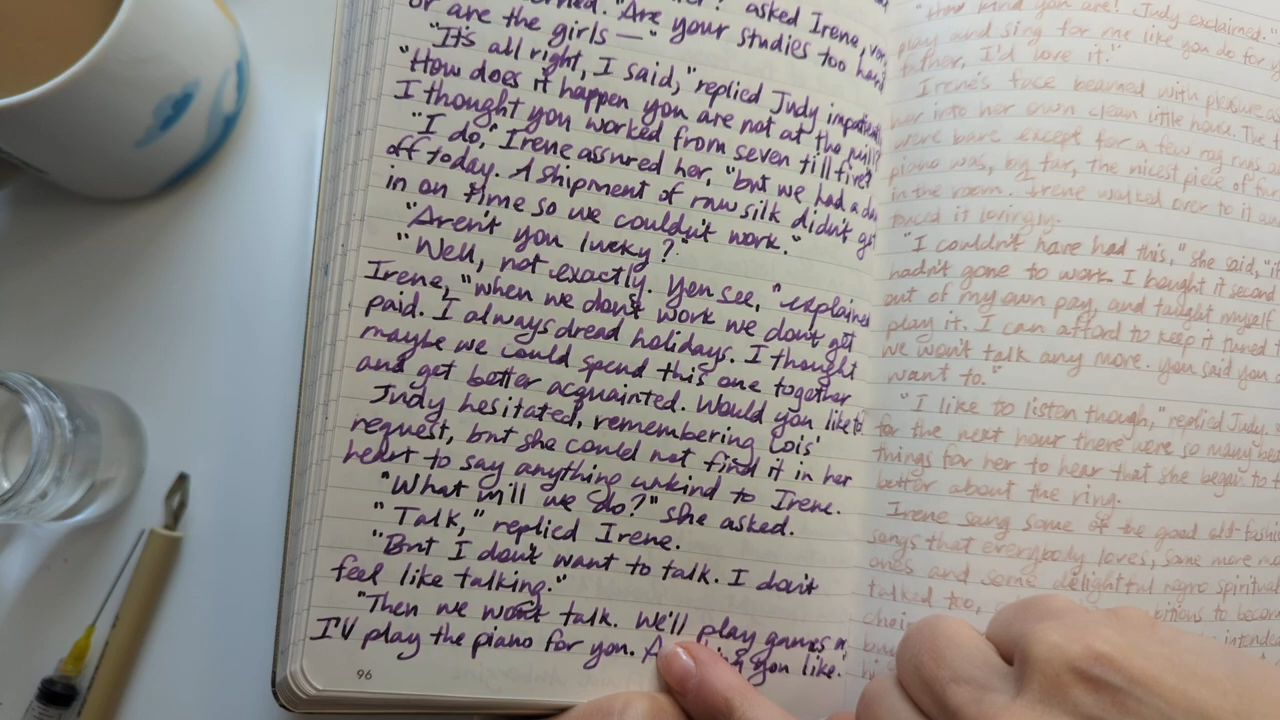 asked Irene,
or are the girls — " "Are your studies too hard
"It's all right, I said," replied Judy
"How does it happen you are not at the mill?
I thought you worked from seven till five?
"I do," Irene assured her, "but we had a day
off today. A shipment of raw silk didn't get
in on time so we couldn't work."
"Aren't you lucky?"
"Well, not exactly. You see," explained
Irene, "when we don't work we don't get
paid. I always dread holidays. I thought
maybe we could spend this one together
and get better acquainted. Would you like to
Judy hesitated, remembering Lois'
request, but she could not find it in her
heart to say anything unkind to Irene.
"What will we do?" she asked.
"Talk," replied Irene.
"But I don't want to talk. I don't
feel like talking."
"Then we won't talk. We'll play games
I'll play the piano for you. you like.
96
"How kind you are! Judy exclaimed."
play and sing for me like you do for
father, I'd love it."
Irene's face beamed with pleasure
her into her own clean little house. The
were bare except for a few rag rugs
piano was, by far, the nicest piece of
in the room. Irene walked over to it
it lovingly.
"I couldn't have had this," she said,
hadn't gone to work. I bought it second
out of my own pay, and taught myself
play it. I can afford to keep it tuned
we won't talk any more. You said you
want to."
"I like to listen though," replied Judy.
for the next hour there were so many
things for her to hear that she began to
better about the ring.
Irene sang some of the good old-fash
songs that everybody loves, some more
ones and some delightful negro spiritual
talked too,